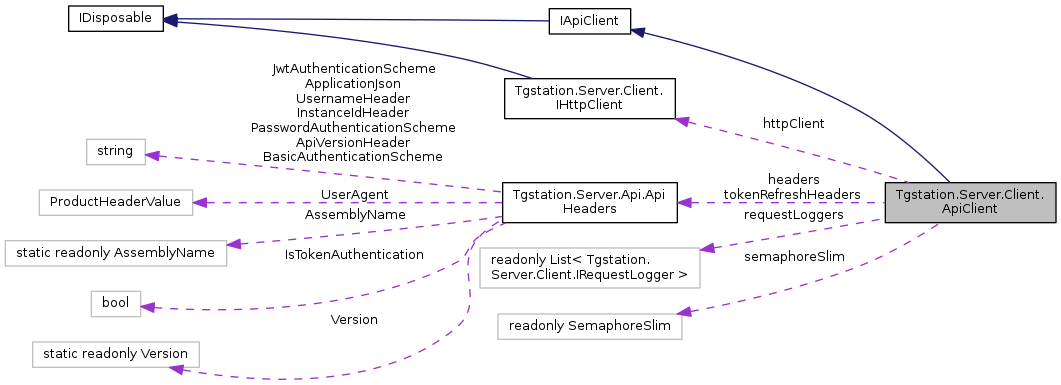 IDisposable
IApiClient
JwtAuthenticationScheme
ApplicationJson
UsernameHeader
InstanceIdHeader
PasswordAuthenticationScheme
ApiVersionHeader
BasicAuthenticationScheme
Tgstation.Server.Client.
IHttpClient
httpClient
string
headers
tokenRefreshHeaders
ProductHeaderValue
UserAgent
Tgstation.Server.Api.Api
Headers
Tgstation.Server.Client.
ApiClient
AssemblyName
requestLoggers
static readonly AssemblyName
IsTokenAuthentication
readonly List< Tgstation.
Server.Client.IRequestLogger >
semaphoreSlim
bool
Version
readonly SemaphoreSlim
static readonly Version